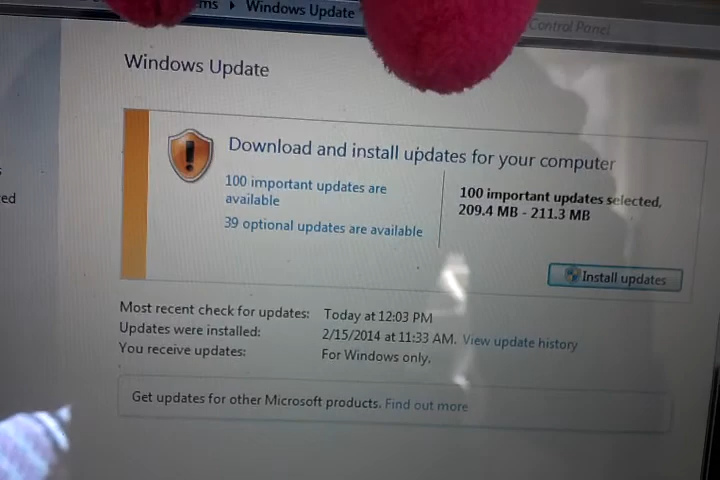 ms ▸ Windows Update
Control Panel
Windows Update
Download and install updates for your computer
100 important updates are
available
39 optional updates are available
100 important updates selected,
209.4 MB - 211.3 MB
Install updates
ed
Most recent check for updates: Today at 12:03 PM
Updates were installed: 2/15/2014 at 11:33 AM. View update history
You receive updates: For Windows only.
Get updates for other Microsoft products. Find out more